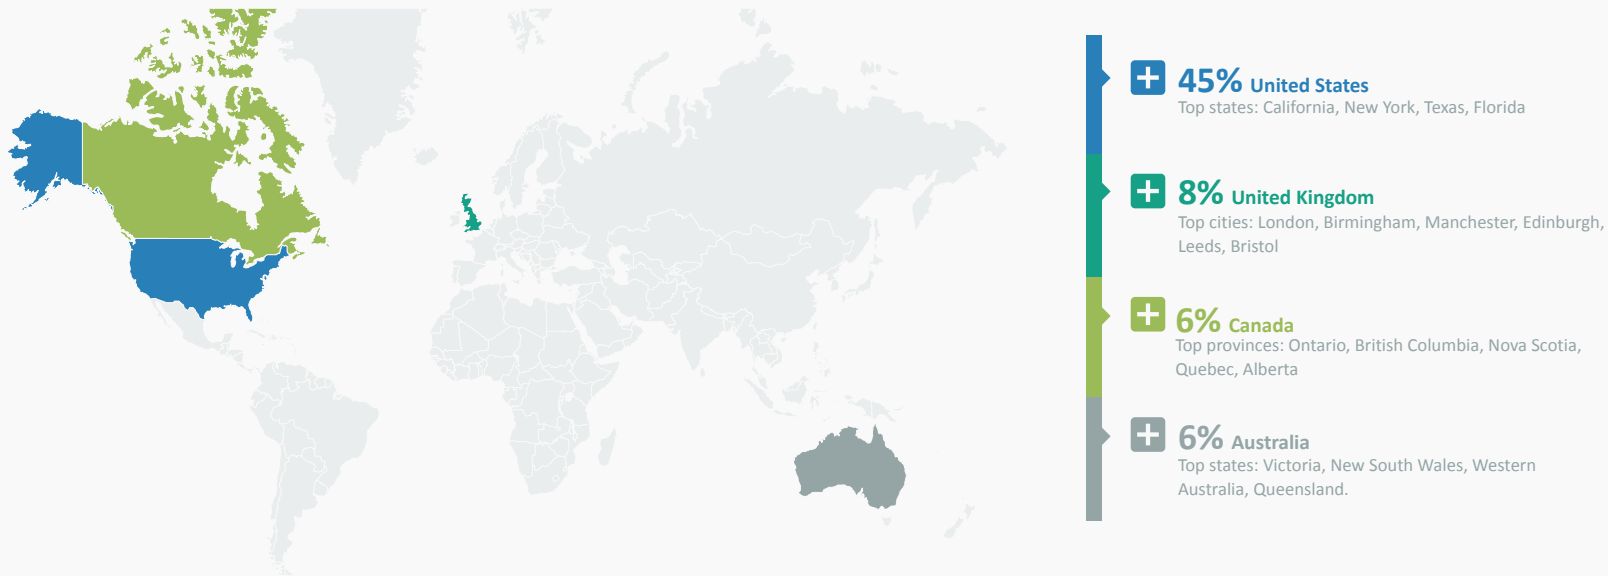 45% United States
Top states: California, New York, Texas, Florida
8% United Kingdom
Top cities: London, Birmingham, Manchester, Edinburgh,
Leeds, Bristol
6% Canada
Top provinces: Ontario, British Columbia, Nova Scotia,
Quebec, Alberta
6% Australia
Top states: Victoria, New South Wales, Western
Australia, Queensland.